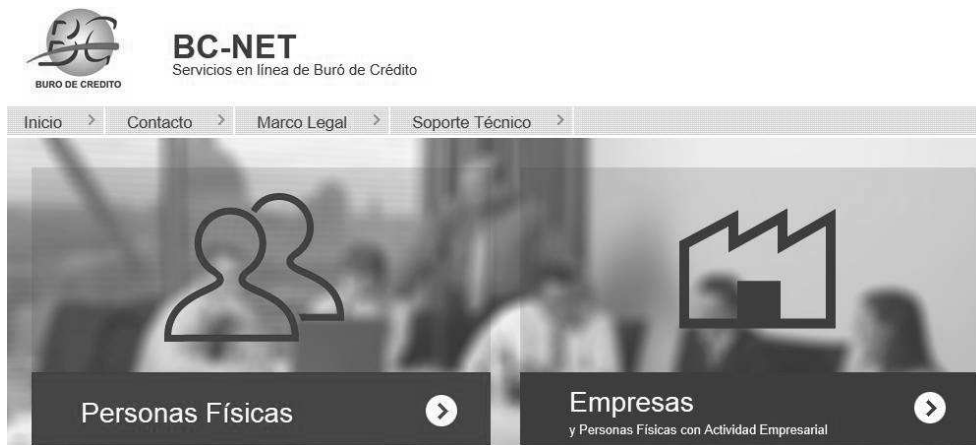 BC
BURO DE CREDITO
BC-NET
Servicios en línea de Buró de Crédito
Inicio
Contacto
Marco Legal
Soporte Técnico
Personas Físicas
Empresas
y Personas Físicas con Actividad Empresarial